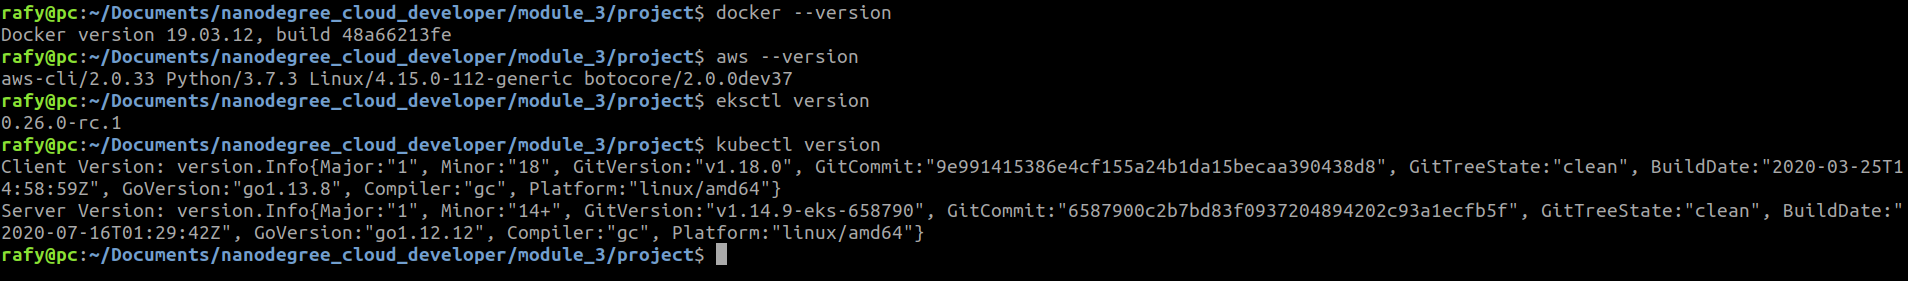 rafy@pc:~/Documents/nanodegree_cloud_developer/module_3/project$ docker --version
Docker version 19.03.12, build 48a66213fe
rafy@pc:~/Documents/nanodegree_cloud_developer/module_3/project$ aws --version
aws-cli/2.0.33 Python/3.7.3 Linux/4.15.0-112-generic botocore/2.0.0dev37
rafy@pc:~/Documents/nanodegree_cloud_developer/module_3/project$ eksctl version
0.26.0-rc.1
rafy@pc:~/Documents/nanodegree_cloud_developer/module_3/project$ kubectl version
Client Version: version.Info{Major:"1", Minor:"18", GitVersion:"v1.18.0", GitCommit:"9e991415386e4cf155a24b1da15becaa390438d8", GitTreeState:"clean", BuildDate:"2020-03-25T1
4:58:59Z", GoVersion:"go1.13.8", Compiler:"gc", Platform:"linux/amd64"}
Server Version: version.Info{Major:"1", Minor:"14+", GitVersion:"v1.14.9-eks-658790", GitCommit:"6587900c2b7bd83f0937204894202c93a1ecfb5f", GitTreeState:"clean", BuildDate:"
2020-07-16T01:29:42Z", GoVersion:"go1.12.12", Compiler:"gc", Platform:"linux/amd64"}
rafy@pc:~/Documents/nanodegree_cloud_developer/module_3/project$